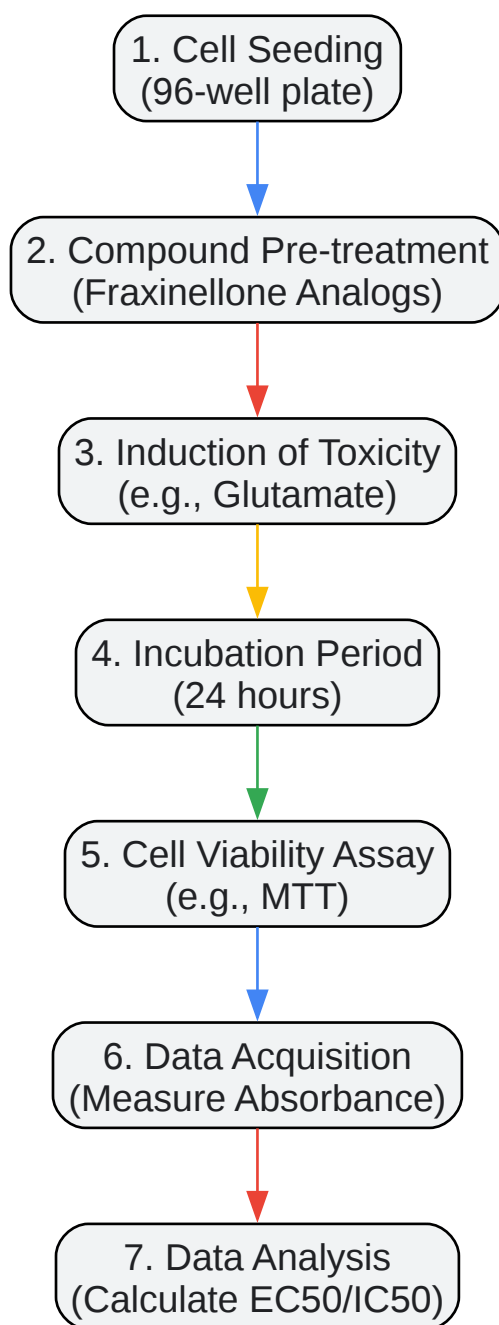 1. Cell Seeding
(96-well plate)
2. Compound Pre-treatment
(Fraxinellone Analogs)
3. Induction of Toxicity
(e.g., Glutamate)
4. Incubation Period
(24 hours)
5. Cell Viability Assay
(e.g., MTT)
6. Data Acquisition
(Measure Absorbance)
7. Data Analysis
(Calculate EC50/IC50)